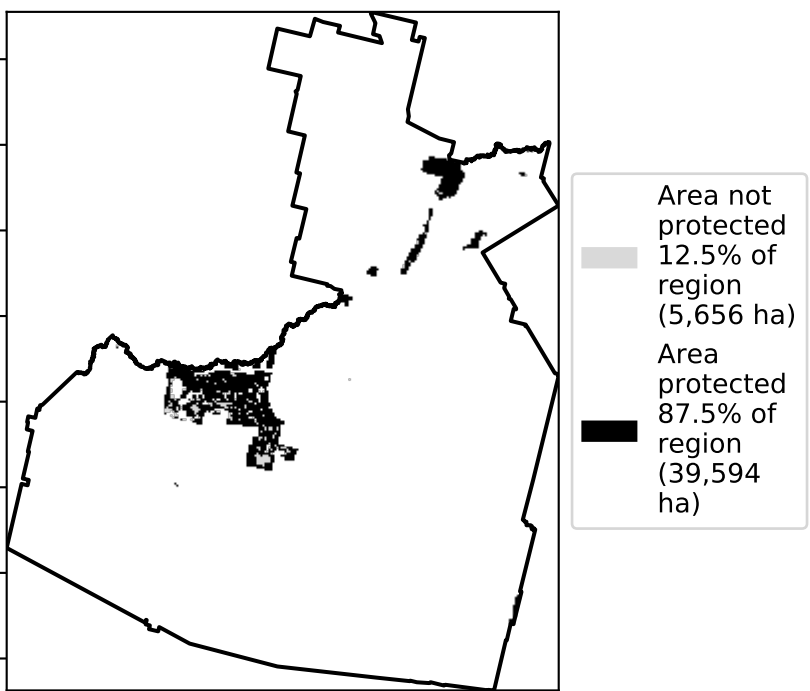 Area not
protected
12.5% of
region
(5,656 ha)
Area
protected
87.5% of
region
(39,594
ha)